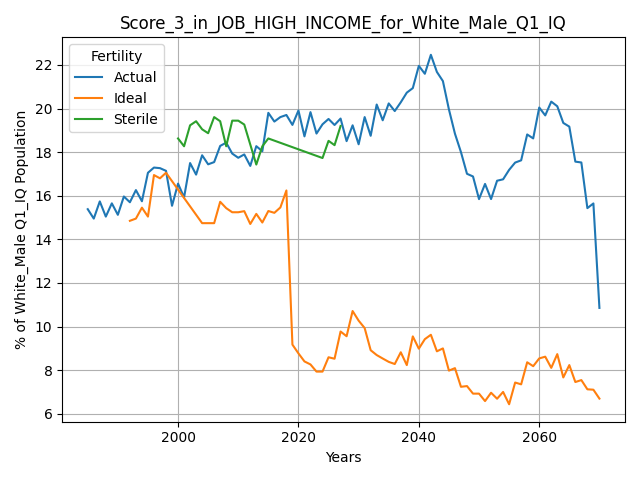 Score_3_in_JOB_HIGH_INCOME_for_White_Male_Q1_IQ
Fertility
Actual
Ideal
Sterile
% of White_Male Q1_IQ Population
22
20
18
16
14
12
10
8
6
2000 2020 2040 2060
Years